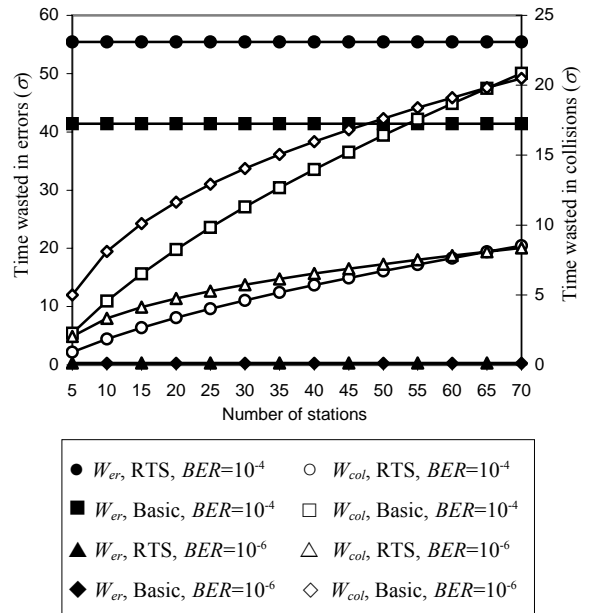 60
50
40
30
20
10
0
Time wasted in errors (σ)
25
20
15
10
5
0
Time wasted in collisions (σ)
5 10 15 20 25 30 35 40 45 50 55 60 65 70
Number of stations
W_er, RTS, BER=10^-4
W_col, RTS, BER=10^-4
W_er, Basic, BER=10^-4
W_col, Basic, BER=10^-4
W_er, RTS, BER=10^-6
W_col, RTS, BER=10^-6
W_er, Basic, BER=10^-6
W_col, Basic, BER=10^-6